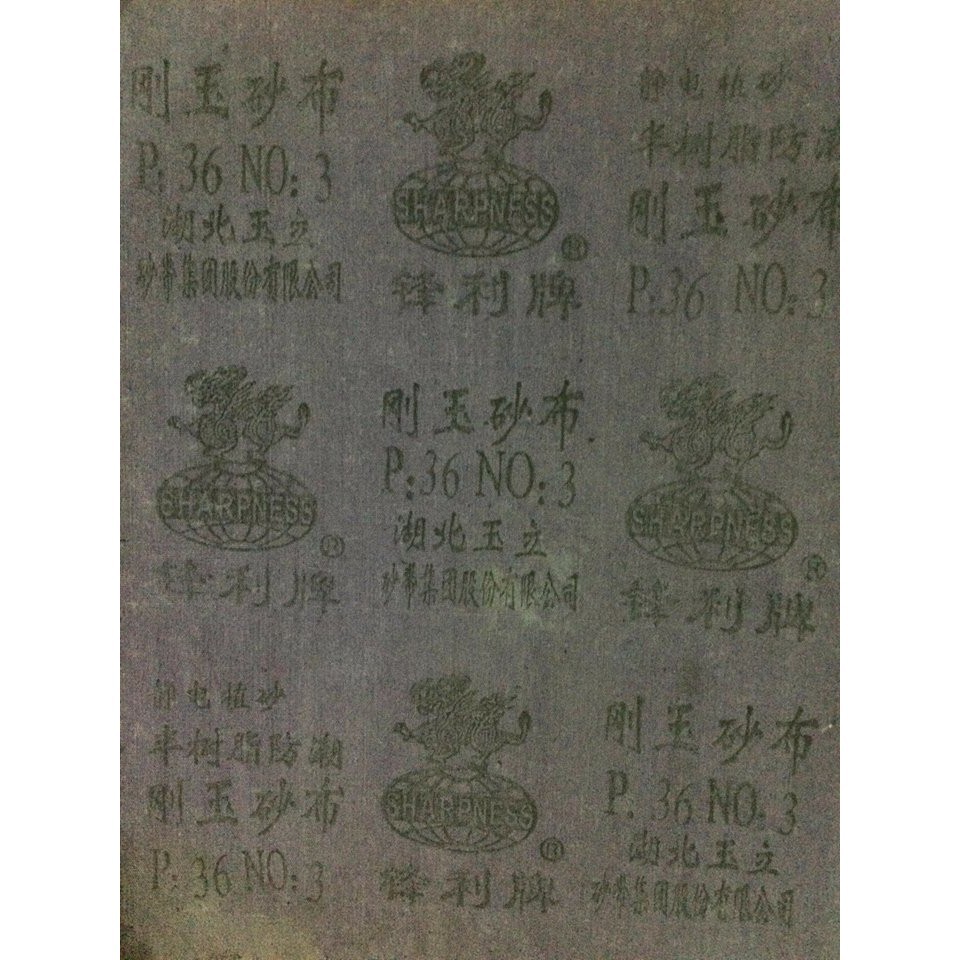 刚玉砂布
P: 36 NO: 3
湖北玉立
砂带集团股份有限公司
SHARPNESS
®
锋利牌
静电植砂
半树脂防潮
刚玉砂布
P: 36 NO: 3
SHARPNESS
®
锋利牌
刚玉砂布
P: 36 NO: 3
湖北玉立
砂带集团股份有限公司
SHARPNESS
®
锋利牌
静电植砂
半树脂防潮
刚玉砂布
P: 36 NO: 3
SHARPNESS
®
锋利牌
刚玉砂布
P: 36 NO: 3
湖北玉立
砂带集团股份有限公司